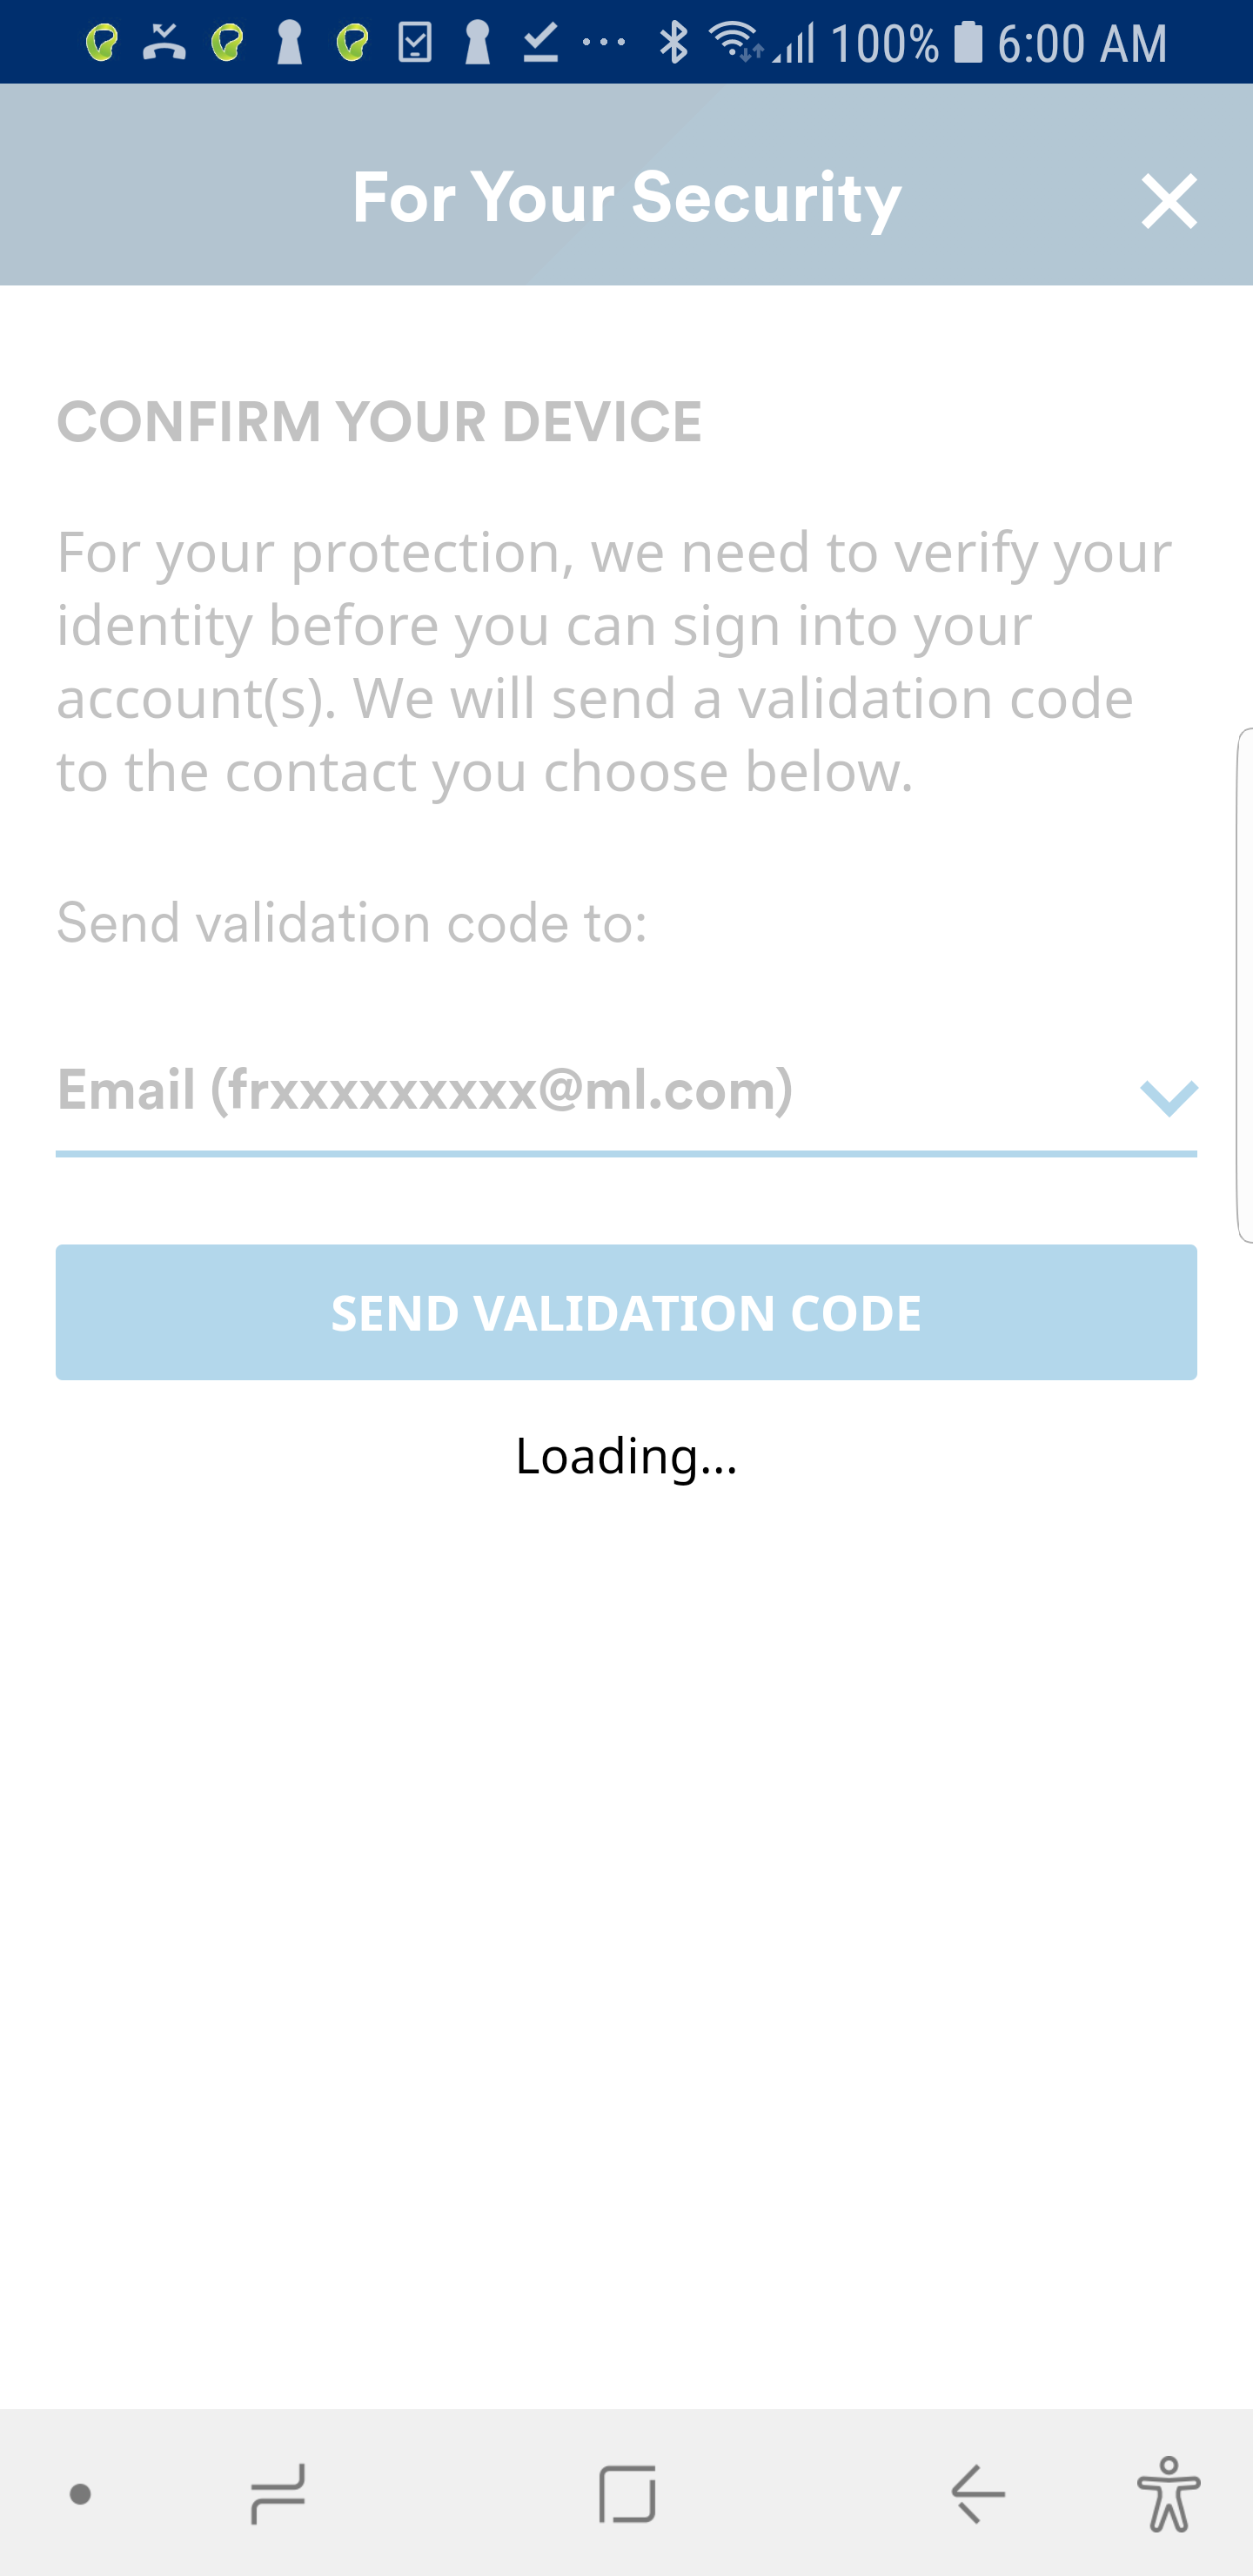 100% 6:00 AM
For Your Security
CONFIRM YOUR DEVICE
For your protection, we need to verify your
identity before you can sign into your
account(s). We will send a validation code
to the contact you choose below.
Send validation code to:
Email (frxxxxxxxxx@ml.com)
SEND VALIDATION CODE
Loading...